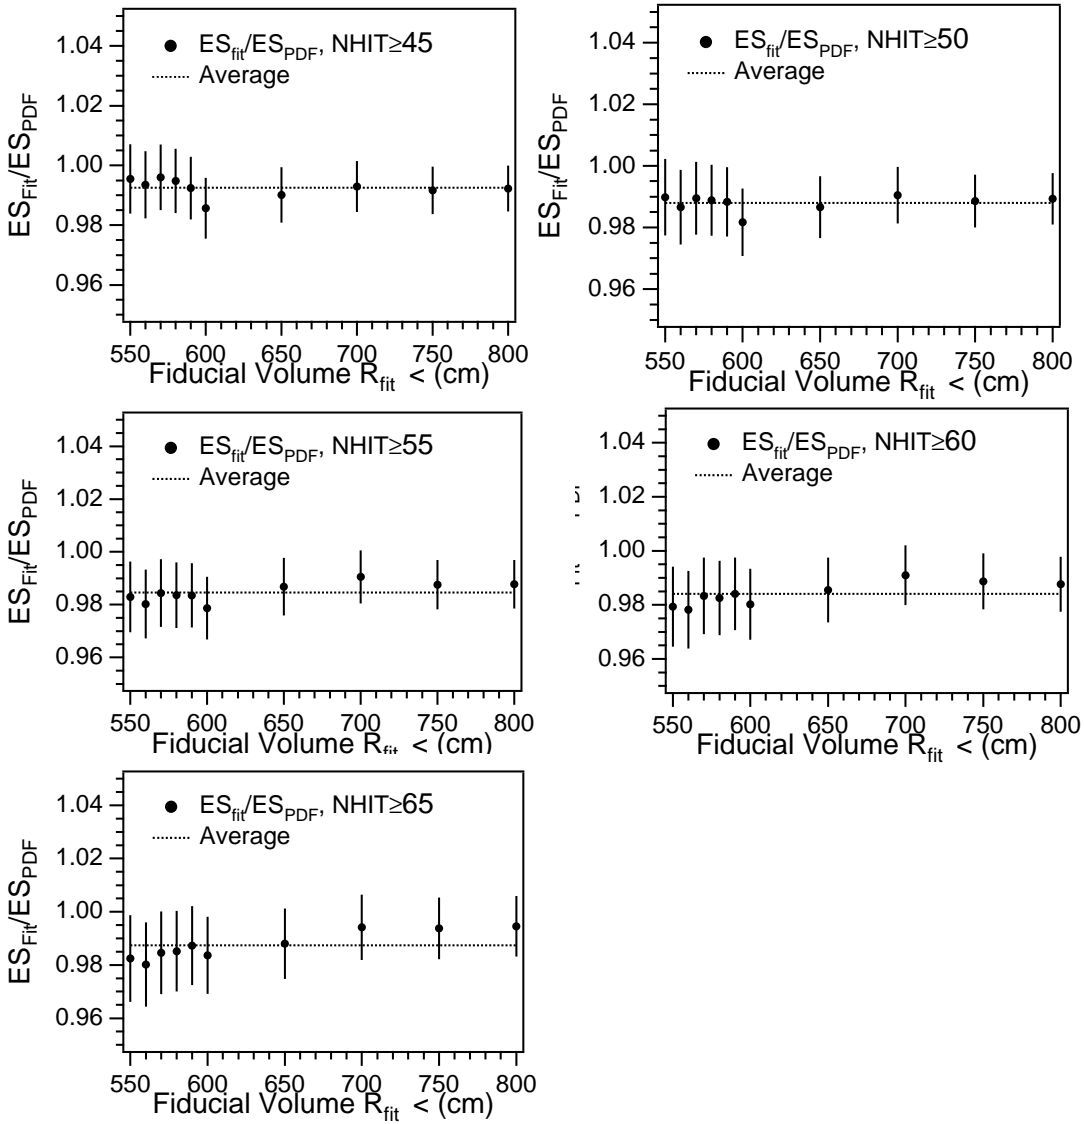 ES_fit/ES_PDF, NHIT≥45
Average
1.04
1.02
1.00
0.98
0.96
ES_Fit/ES_PDF
550 600 650 700 750 800
Fiducial Volume R_fit < (cm)
ES_fit/ES_PDF, NHIT≥50
Average
1.04
1.02
1.00
0.98
0.96
ES_Fit/ES_PDF
550 600 650 700 750 800
Fiducial Volume R_fit < (cm)
ES_fit/ES_PDF, NHIT≥55
Average
1.04
1.02
1.00
0.98
0.96
ES_Fit/ES_PDF
550 600 650 700 750 800
Fiducial Volume R_fit < (cm)
ES_fit/ES_PDF, NHIT≥60
Average
1.04
1.02
1.00
0.98
0.96
550 600 650 700 750 800
Fiducial Volume R_fit < (cm)
ES_fit/ES_PDF, NHIT≥65
Average
1.04
1.02
1.00
0.98
0.96
ES_Fit/ES_PDF
550 600 650 700 750 800
Fiducial Volume R_fit < (cm)